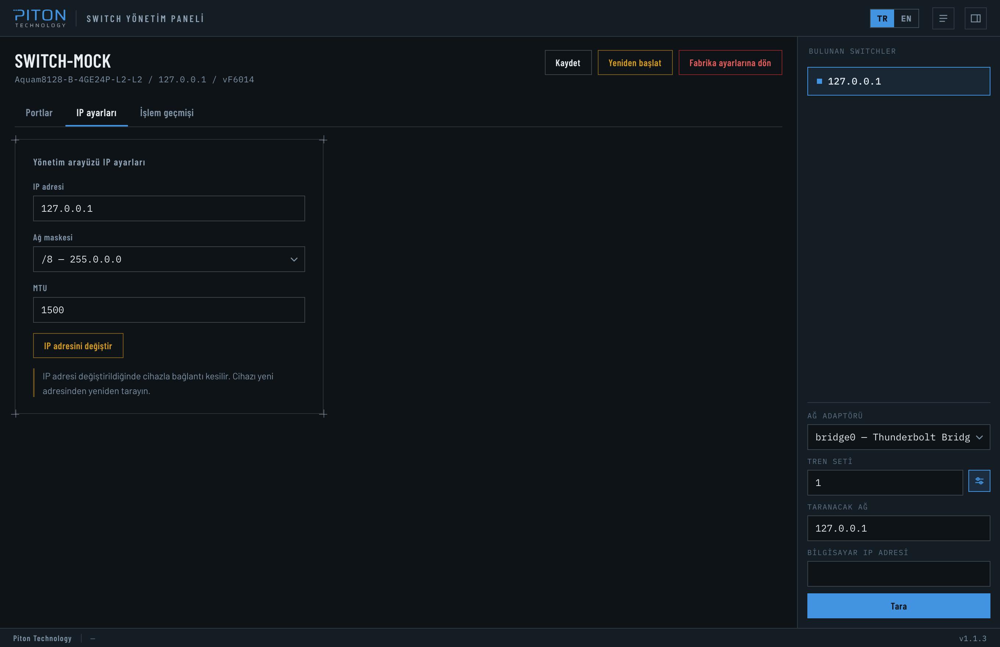 PITON
TECHNOLOGY
SWITCH YÖNETİM PANELİ
TR
EN
SWITCH-MOCK
Aquam8128-B-4GE24P-L2-L2 / 127.0.0.1 / vF6014
Kaydet
Yeniden başlat
Fabrika ayarlarına dön
Portlar
IP ayarları
İşlem geçmişi
Yönetim arayüzü IP ayarları
IP adresi
127.0.0.1
Ağ maskesi
/8 — 255.0.0.0
MTU
1500
IP adresini değiştir
IP adresi değiştirildiğinde cihazla bağlantı kesilir. Cihazı yeni
adresinden yeniden tarayın.
BULUNAN SWITCHLER
127.0.0.1
AĞ ADAPTÖRÜ
bridge0 — Thunderbolt Bridg
TREN SETİ
1
TARANACAK AĞ
127.0.0.1
BİLGİSAYAR IP ADRESİ
Tara
Piton Technology
—
v1.1.3